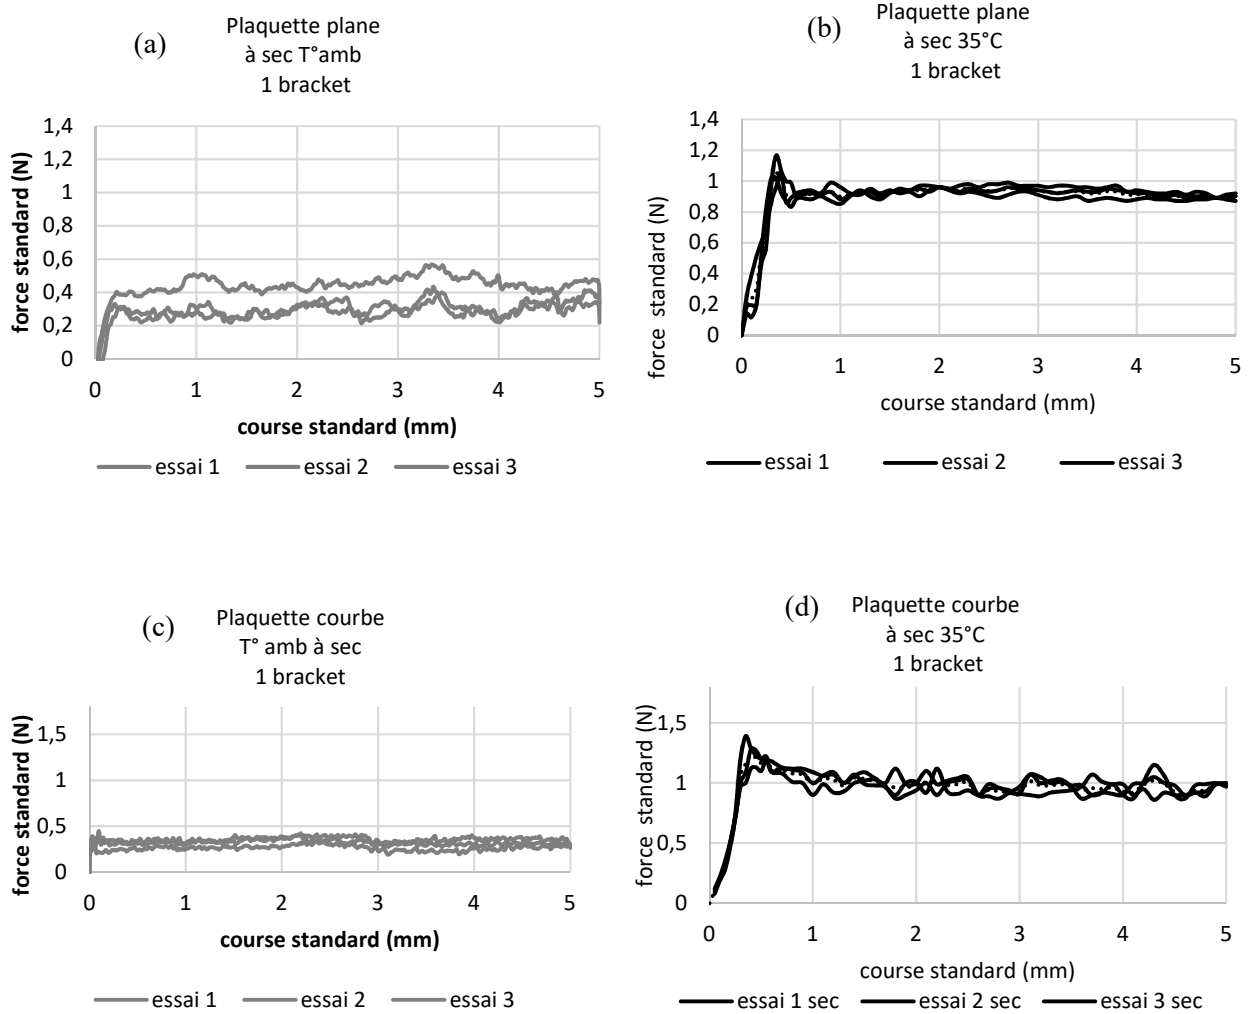 (a)
Plaquette plane
à sec T°amb
1 bracket
force standard (N)
1,4
1,2
1
0,8
0,6
0,4
0,2
0
0 1 2 3 4 5
course standard (mm)
essai 1 essai 2 essai 3
(b)
Plaquette plane
à sec 35°C
1 bracket
force standard (N)
1,4
1,2
1
0,8
0,6
0,4
0,2
0
0 1 2 3 4 5
course standard (mm)
essai 1 essai 2 essai 3
(c)
Plaquette courbe
T° amb à sec
1 bracket
force standard (N)
1,5
1
0,5
0
0 1 2 3 4 5
course standard (mm)
essai 1 essai 2 essai 3
(d)
Plaquette courbe
à sec 35°C
1 bracket
force standard (N)
1,5
1
0,5
0
0 1 2 3 4 5
course standard (mm)
essai 1 sec essai 2 sec essai 3 sec